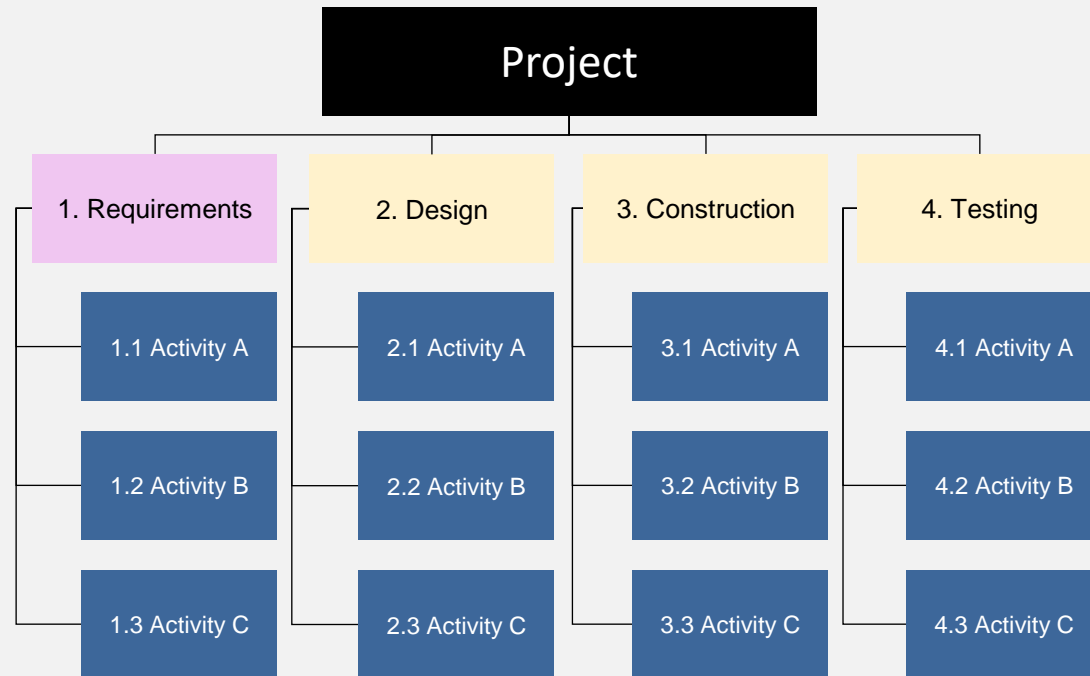 Project
1. Requirements
2. Design
3. Construction
4. Testing
1.1 Activity A
2.1 Activity A
3.1 Activity A
4.1 Activity A
1.2 Activity B
2.2 Activity B
3.2 Activity B
4.2 Activity B
1.3 Activity C
2.3 Activity C
3.3 Activity C
4.3 Activity C